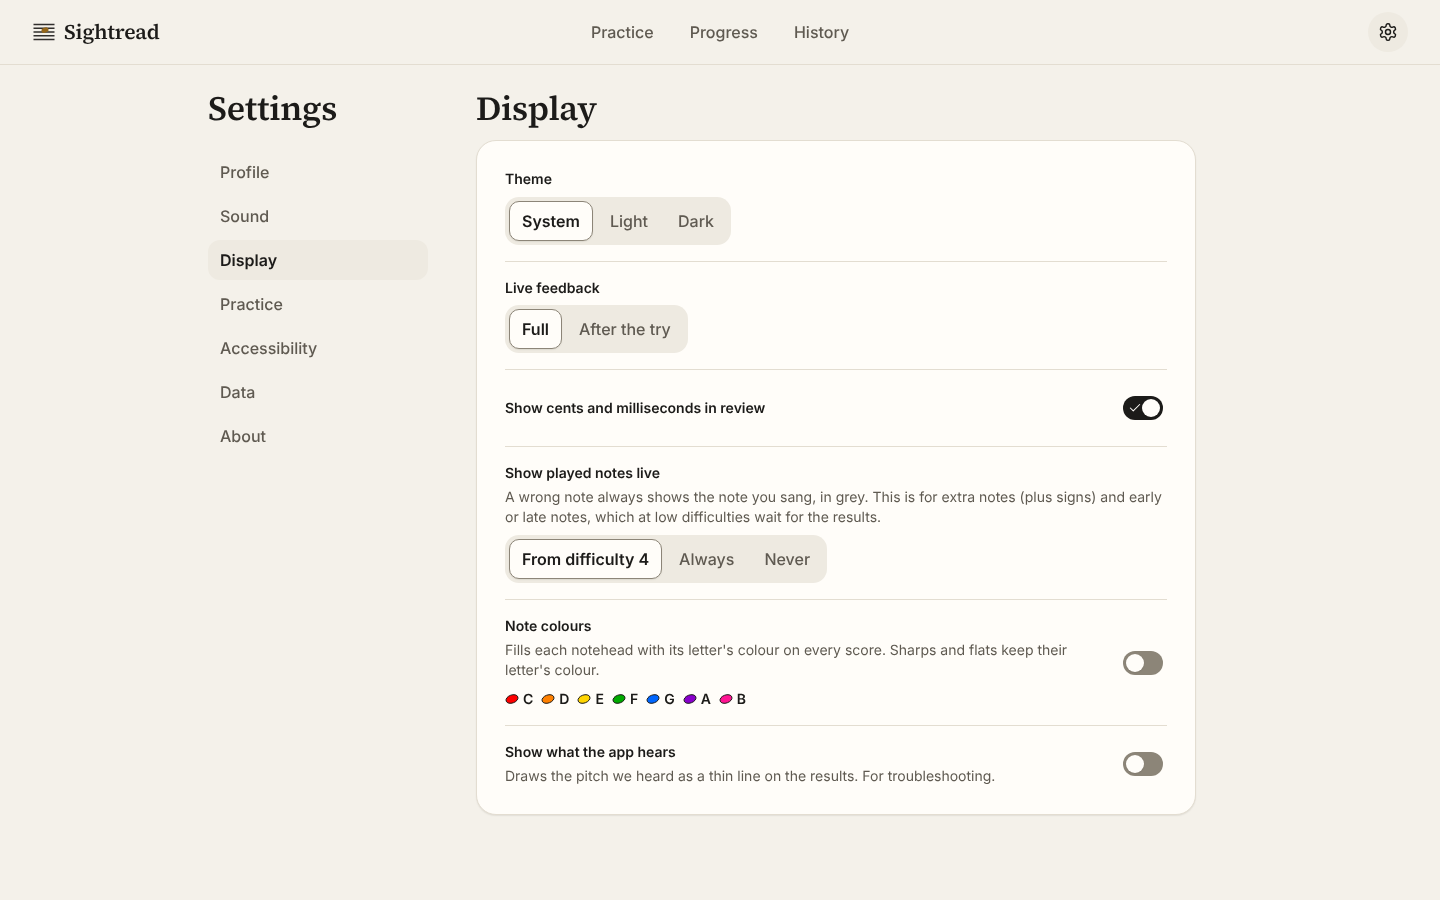 Sightread
Practice
Progress
History
Settings
Profile
Sound
Display
Practice
Accessibility
Data
About
Display
Theme
System
Light
Dark
Live feedback
Full
After the try
Show cents and milliseconds in review
Show played notes live
A wrong note always shows the note you sang, in grey. This is for extra notes (plus signs) and early
or late notes, which at low difficulties wait for the results.
From difficulty 4
Always
Never
Note colours
Fills each notehead with its letter's colour on every score. Sharps and flats keep their
letter's colour.
C D E F G A B
Show what the app hears
Draws the pitch we heard as a thin line on the results. For troubleshooting.